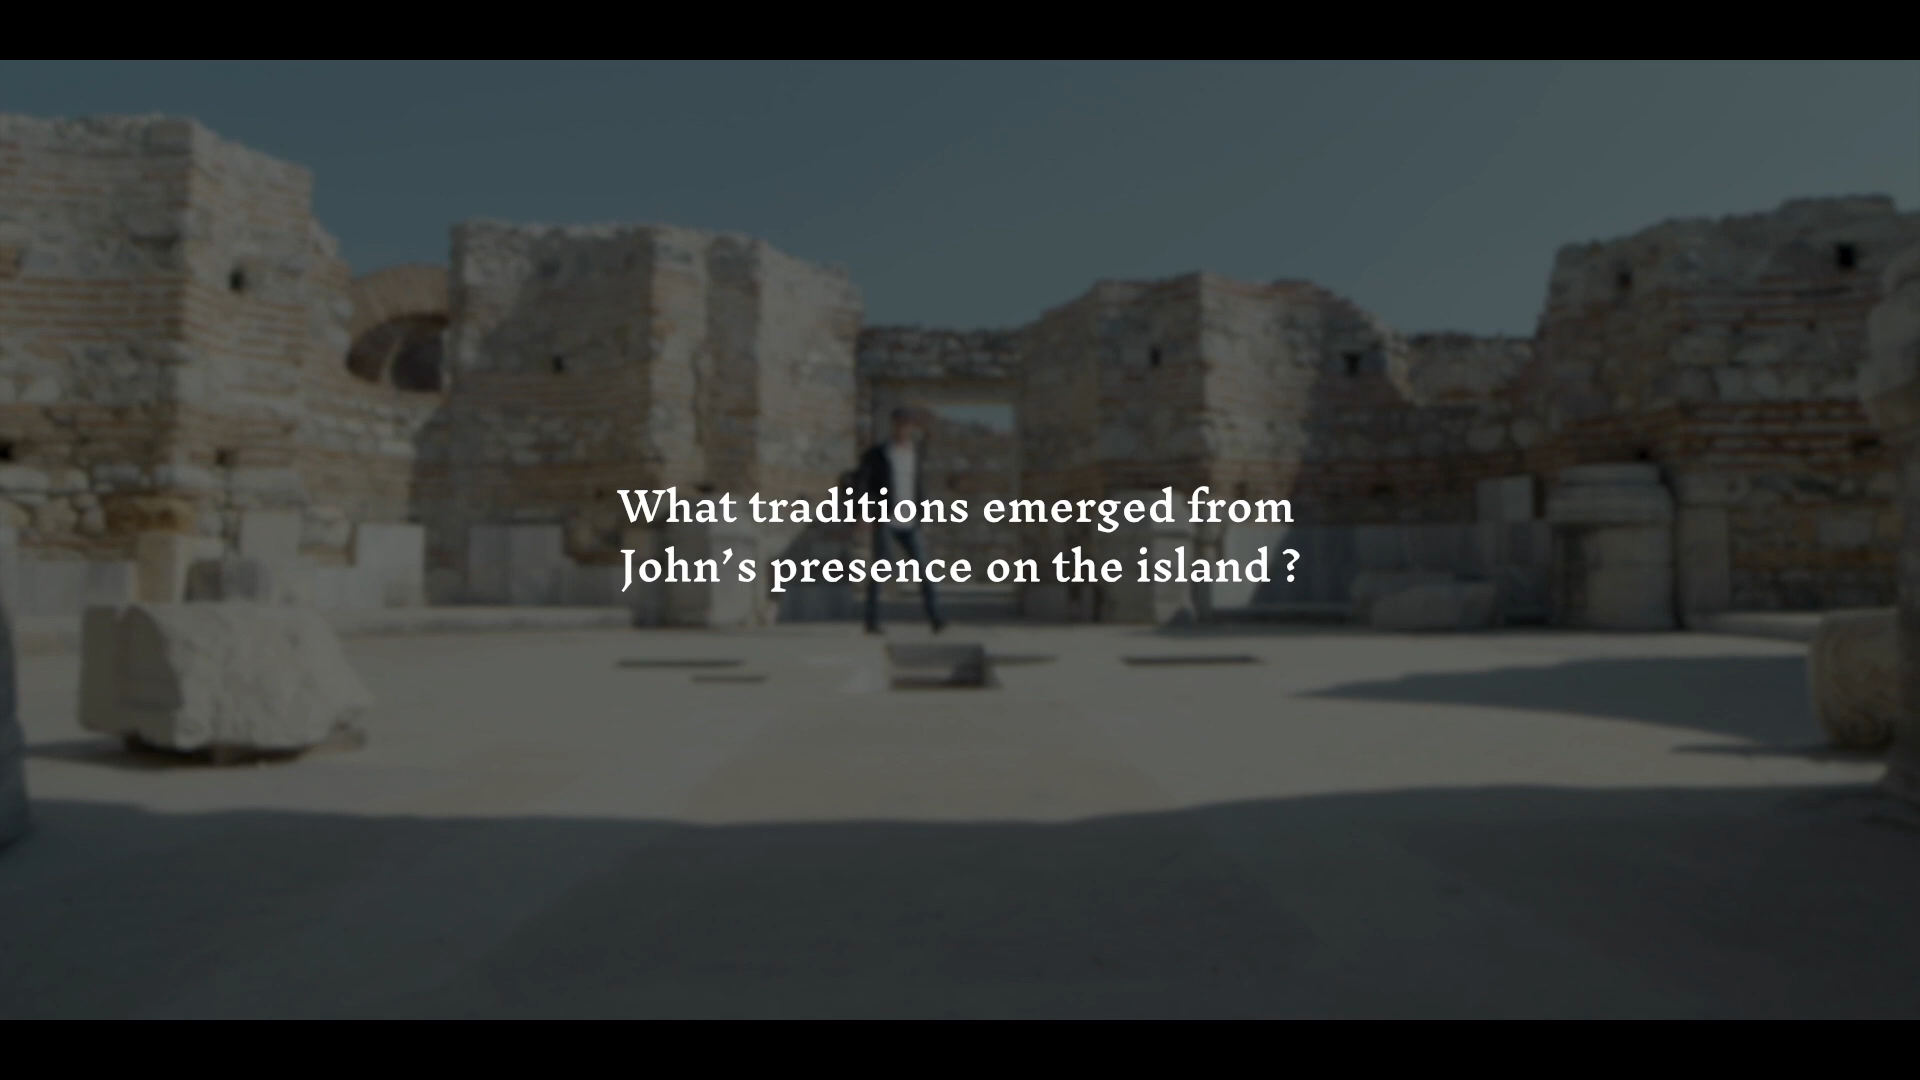 What traditions emerged from
John’s presence on the island ?